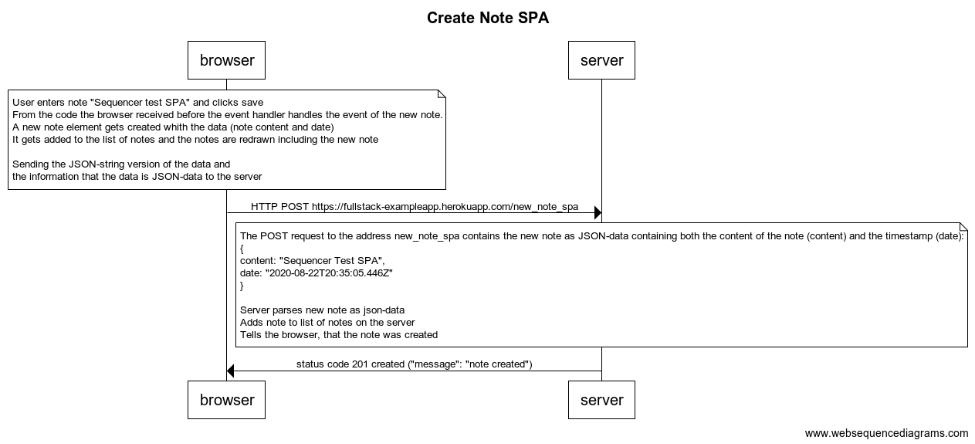 Create Note SPA
browser
server
User enters note "Sequencer test SPA" and clicks save
From the code the browser received before the event handler handles the event of the new note.
A new note element gets created whith the data (note content and date)
It gets added to the list of notes and the notes are redrawn including the new note
Sending the JSON-string version of the data and
the information that the data is JSON-data to the server
HTTP POST https://fullstack-exampleapp.herokuapp.com/new_note_spa
The POST request to the address new_note_spa contains the new note as JSON-data containing both the content of the note (content) and the timestamp (date):
{
content: "Sequencer Test SPA",
date: "2020-08-22T20:35:05.446Z"
}
Server parses new note as json-data
Adds note to list of notes on the server
Tells the browser, that the note was created
status code 201 created ("message": "note created")
browser
server
www.websequencediagrams.com